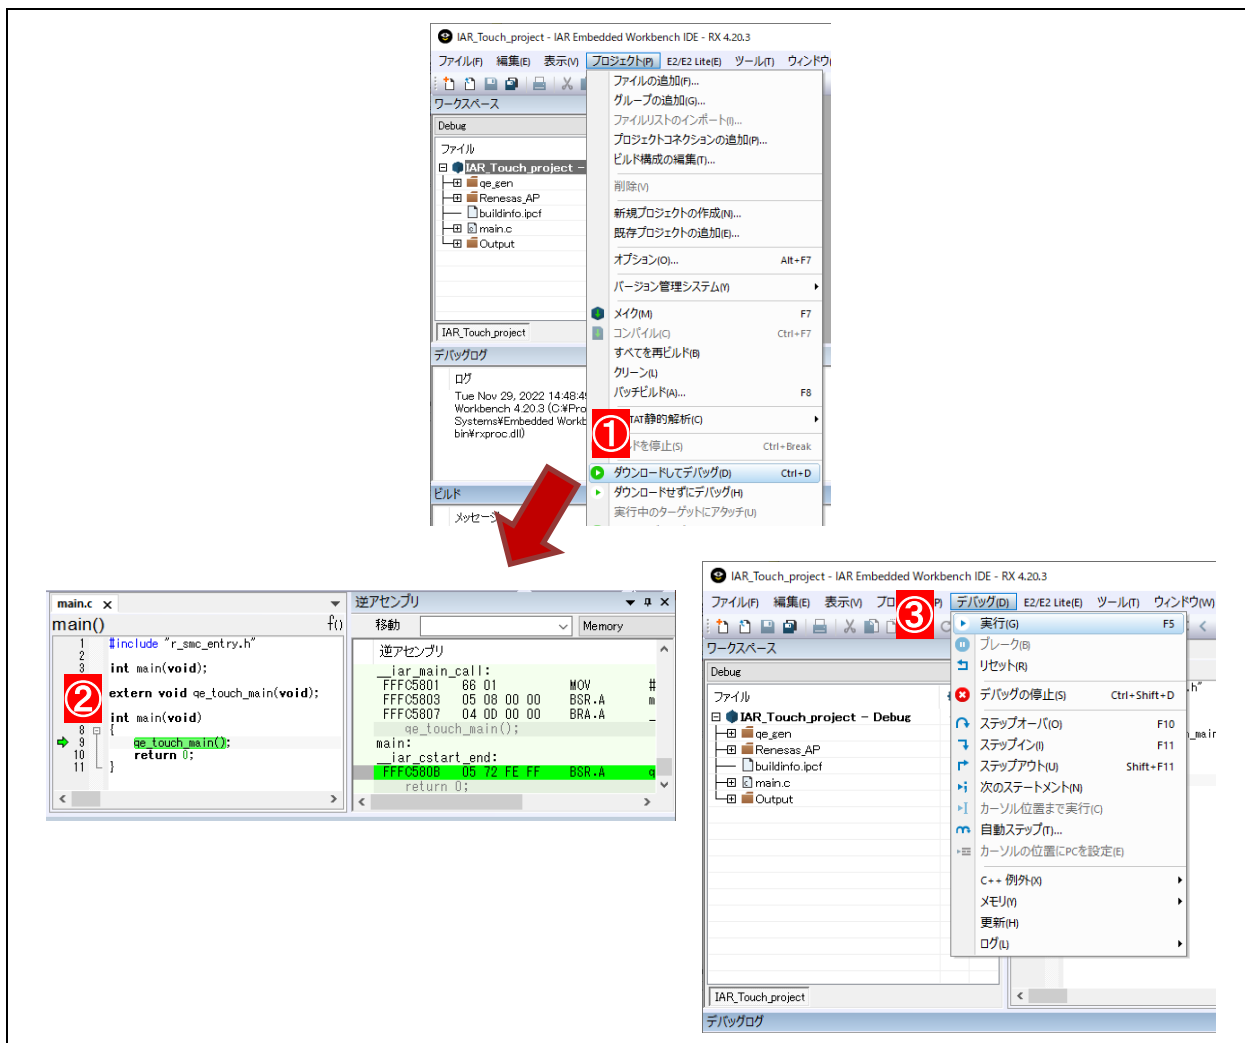 IAR_Touch_project - IAR Embedded Workbench IDE - RX 4.20.3
ファイル(F) 編集(E) 表示(V) プロジェクト(P) E2/E2 Lite(E) ツール(T) ウィンドウ
ワークスペース
Debug
ファイル
IAR_Touch_project –
qe_gen
Renesas_AP
buildinfo.ipcf
main.c
Output
IAR_Touch_project
デバッグログ
ログ
Tue Nov 29, 2022 14:48:49
Workbench 4.20.3 (C:¥Pro
Systems¥Embedded Workb
bin¥rxproc.dll)
ビルド
メッセージ
ファイルの追加(F)...
グループの追加(G)...
ファイルリストのインポート(I)...
プロジェクトコネクションの追加(P)...
ビルド構成の編集(T)...
削除(V)
新規プロジェクトの作成(N)...
既存プロジェクトの追加(E)...
オプション(O)... Alt+F7
バージョン管理システム(Y)
メイク(M) F7
コンパイル(C) Ctrl+F7
すべてを再ビルド(B)
クリーン(L)
バッチビルド(A)... F8
TAT静的解析(C)
①
ルドを停止(S) Ctrl+Break
ダウンロードしてデバッグ(D) Ctrl+D
ダウンロードせずにデバッグ(H)
実行中のターゲットにアタッチ(U)
main.c
main() f()
1 #include "r_smc_entry.h"
2
3 int main(void);
②
extern void qe_touch_main(void);
int main(void)
8 {
9 qe_touch_main();
10 return 0;
11 }
逆アセンブリ
移動 Memory
逆アセンブリ
__iar_main_call:
FFFC5801 66 01 MOV #
FFFC5803 05 08 00 00 BSR.A m
FFFC5807 04 0D 00 00 BRA.A _
qe_touch_main();
main:
__iar_cstart_end:
FFFC580B 05 72 FE FF BSR.A q
return 0;
IAR_Touch_project - IAR Embedded Workbench IDE - RX 4.20.3
ファイル(F) 編集(E) 表示(V) プロ P) デバッグ(D) E2/E2 Lite(E) ツール(T) ウィンドウ(W)
③
ワークスペース
Debug
ファイル
IAR_Touch_project – Debug
qe_gen
Renesas_AP
buildinfo.ipcf
main.c
Output
IAR_Touch_project
デバッグログ
実行(G) F5
ブレーク(B)
リセット(R)
デバッグの停止(S) Ctrl+Shift+D
ステップオーバ(O) F10
ステップイン(I) F11
ステップアウト(U) Shift+F11
次のステートメント(N)
カーソル位置まで実行(C)
自動ステップ(T)...
カーソルの位置にPCを設定(E)
C++ 例外(X)
メモリ(Y)
更新(H)
ログ(L)
.h"
_main